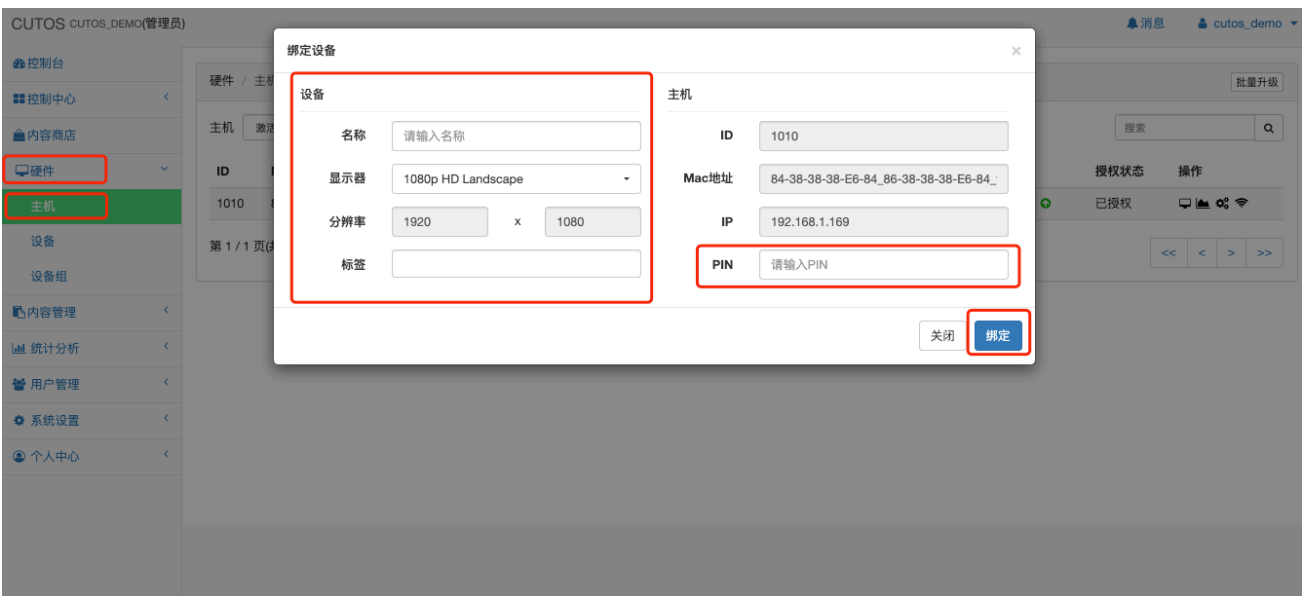 CUTOS CUTOS_DEMO(管理员)
消息
cutos_demo
控制台
控制中心
内容商店
硬件
主机
设备
设备组
内容管理
统计分析
用户管理
系统设置
个人中心
硬件 / 主机
批量升级
主机
搜索
ID
授权状态 操作
1010
已授权
第 1 / 1 页
<< < > >>
绑定设备 ×
设备
名称 请输入名称
显示器 1080p HD Landscape
分辨率 1920 x 1080
标签
主机
ID 1010
Mac地址 84-38-38-38-E6-84_86-38-38-38-E6-84_
IP 192.168.1.169
PIN 请输入PIN
关闭 绑定